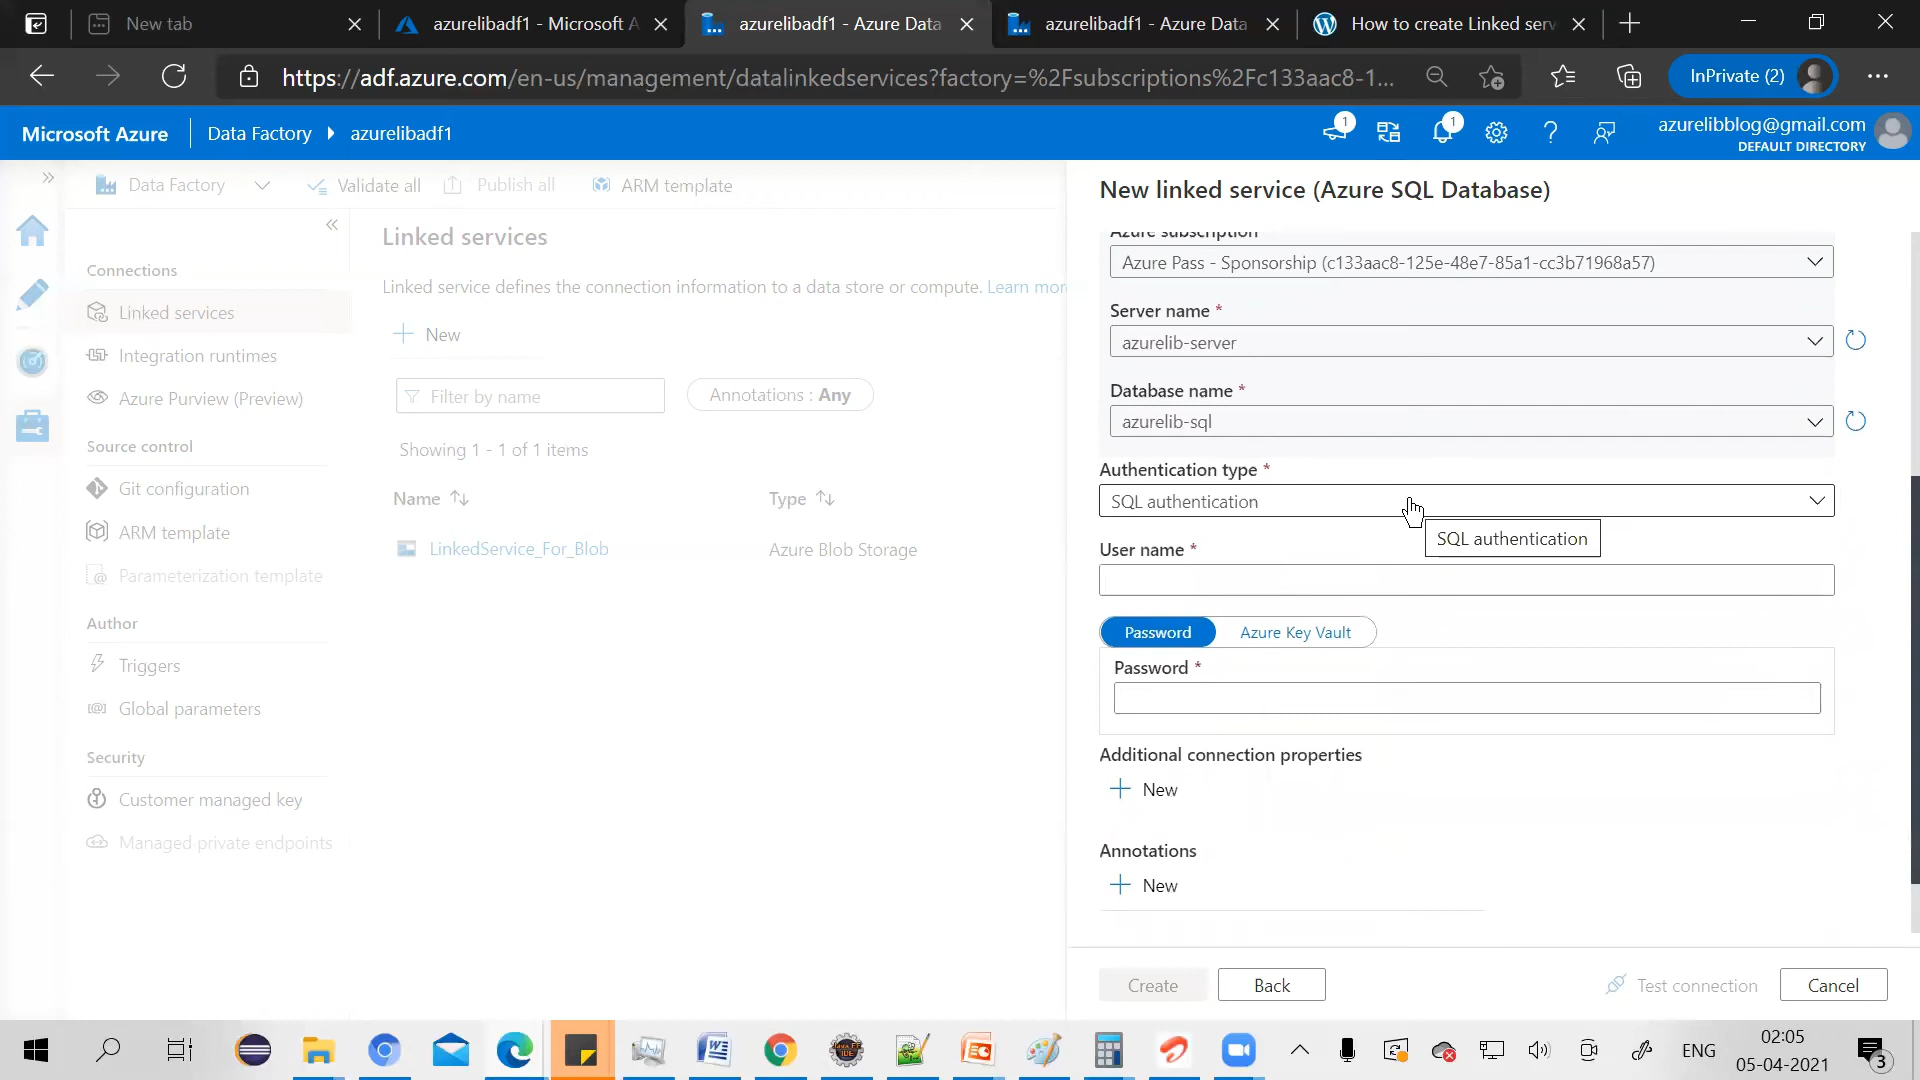 New tab
azurelibadf1 - Microsoft A
azurelibadf1 - Azure Data
azurelibadf1 - Azure Data
How to create Linked serv
https://adf.azure.com/en-us/management/datalinkedservices?factory=%2Fsubscriptions%2Fc133aac8-1...
InPrivate (2)
Microsoft Azure
Data Factory
azurelibadf1
1
1
azurelibblog@gmail.com
DEFAULT DIRECTORY
Data Factory
Validate all
Publish all
ARM template
Connections
Linked services
Integration runtimes
Azure Purview (Preview)
Source control
Git configuration
ARM template
Parameterization template
Author
Triggers
Global parameters
Security
Customer managed key
Managed private endpoints
Linked services
Linked service defines the connection information to a data store or compute. Learn mor
New
Filter by name
Annotations : Any
Showing 1 - 1 of 1 items
Name
Type
LinkedService_For_Blob
Azure Blob Storage
New linked service (Azure SQL Database)
Azure subscription
Azure Pass - Sponsorship (c133aac8-125e-48e7-85a1-cc3b71968a57)
Server name *
azurelib-server
Database name *
azurelib-sql
Authentication type *
SQL authentication
SQL authentication
User name *
Password
Azure Key Vault
Password *
Additional connection properties
New
Annotations
New
Create
Back
Test connection
Cancel
ENG
02:05
05-04-2021
3